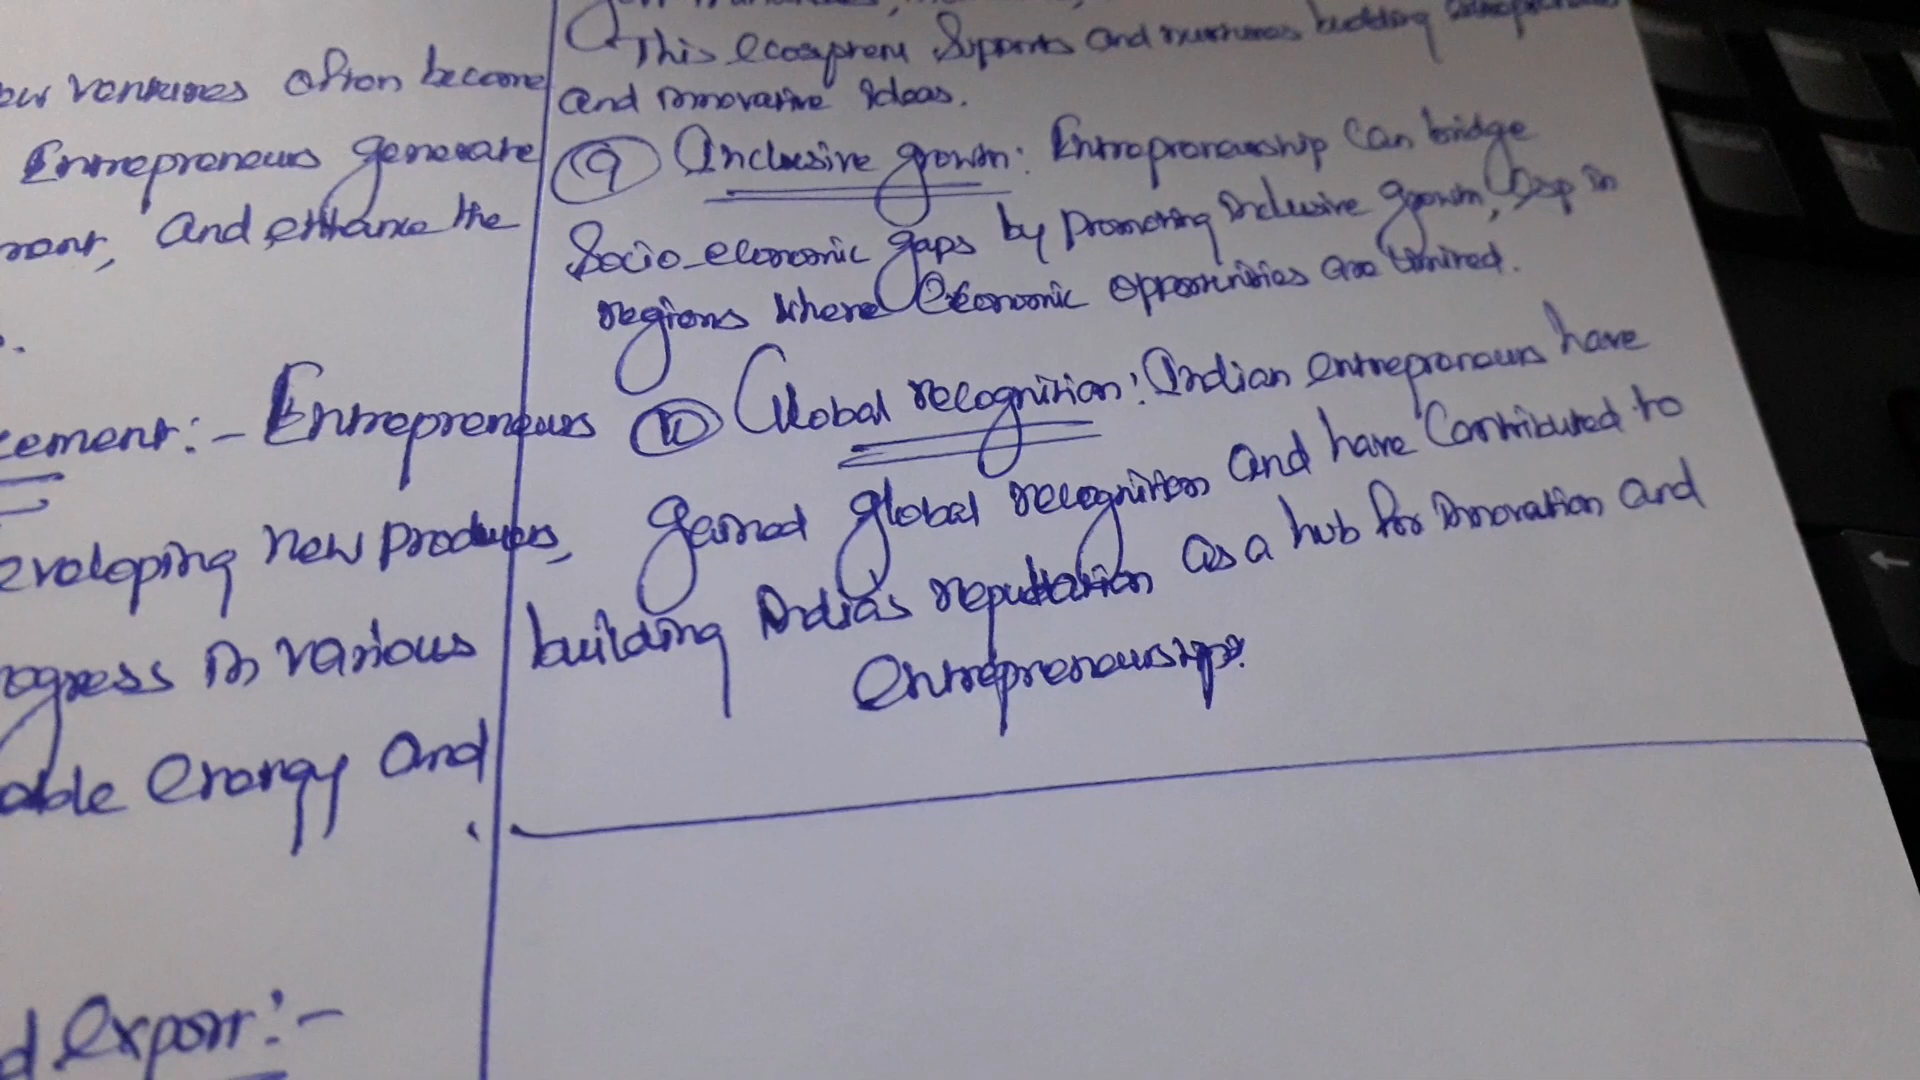 ew ventures often become
Entrepreneurs generate
ment, and enhance the
cement:- Entrepreneurs
eveloping new products,
ogress in various
able energy and
d Export:-
This ecosystem supports and nurtures budding
and innovative ideas.
(9) Inclusive growth: Entrepreneurship can bridge
Socio-economic gaps by promoting inclusive growth, esp in
regions where economic opportunities are limited.
(10) Global recognition: Indian entrepreneurs have
gained global recognition and have contributed to
building India's reputation as a hub for innovation and
entrepreneurship.